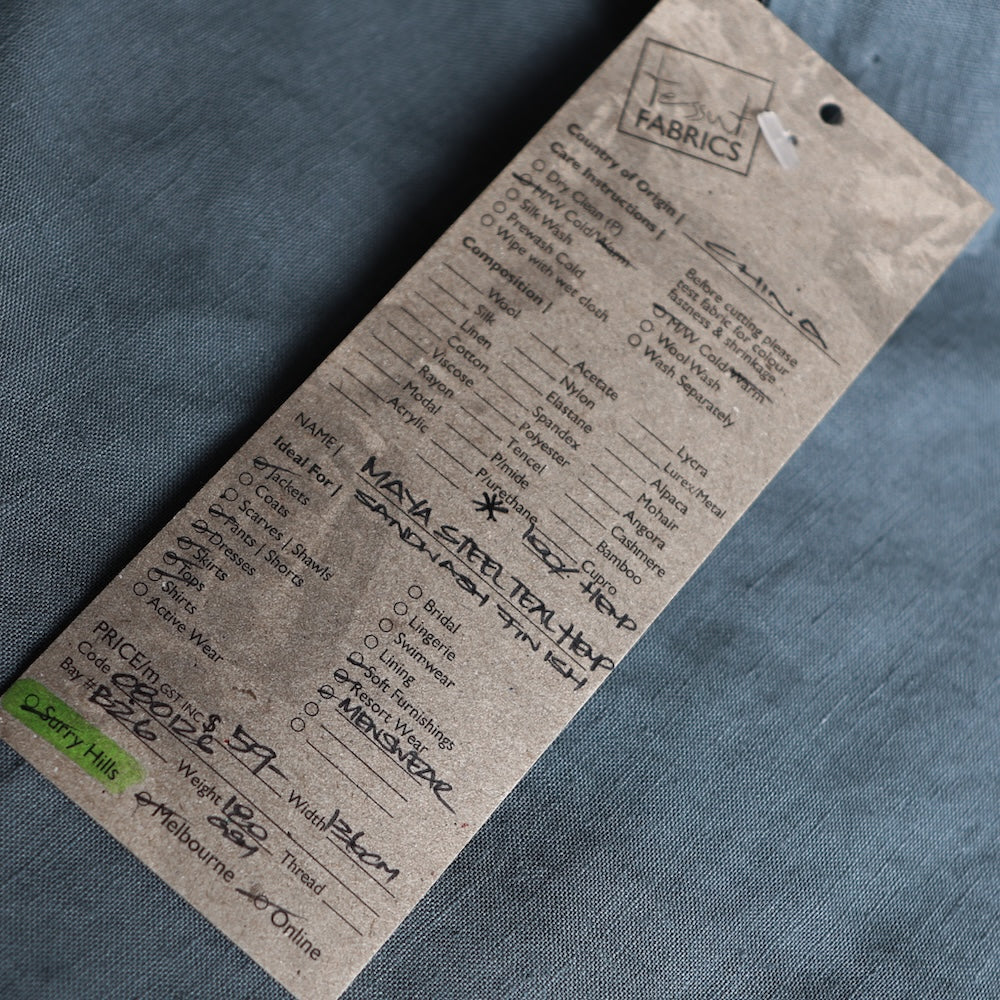 Tessuti
FABRICS
Country of Origin | CHINA
Care Instructions |
Dry Clean (P)
H/W Cold/Warm
Silk Wash
Prewash Cold
Wipe with wet cloth
Before cutting please
test fabric for colour
fastness & shrinkage
M/W Cold/Warm
Wool Wash
Wash Separately
Composition |
Wool
Silk
Linen
Cotton
Viscose
Rayon
Modal
Acrylic
Acetate
Nylon
Elastane
Spandex
Polyester
Tencel
P/mide
P/urethane
Lycra
Lurex/Metal
Alpaca
Mohair
Angora
Cashmere
Bamboo
Cupro
* 100% HEMP
NAME | MAYA STEEL TEAL HEMP
SANDWASH FINISH
Ideal For |
Jackets
Coats
Scarves | Shawls
Pants | Shorts
Dresses
Skirts
Tops
Shirts
Active Wear
Bridal
Lingerie
Swimwear
Lining
Soft Furnishings
Resort Wear
MENSWEAR
PRICE/m GST INC $ 59-
Code
Bay # B26
Weight 180
Width 136cm
Thread
Surry Hills
Melbourne
Online